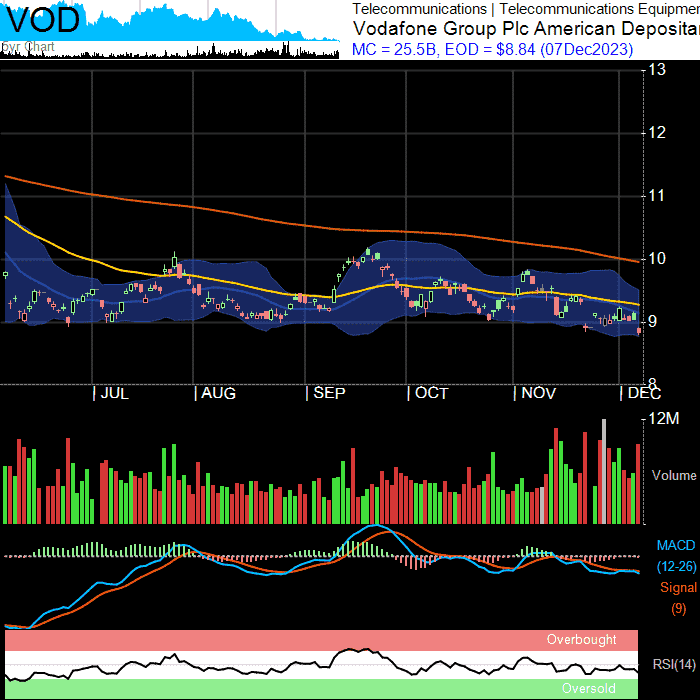 VOD
Telecommunications | Telecommunications Equipmen
Vodafone Group Plc American Depositar
MC = 25.5B, EOD = $8.84 (07Dec2023)
Chart
13
12
11
10
9
8
JUL AUG SEP OCT NOV DEC
12M
Volume
MACD
(12-26)
Signal
(9)
Overbought
RSI(14)
Oversold